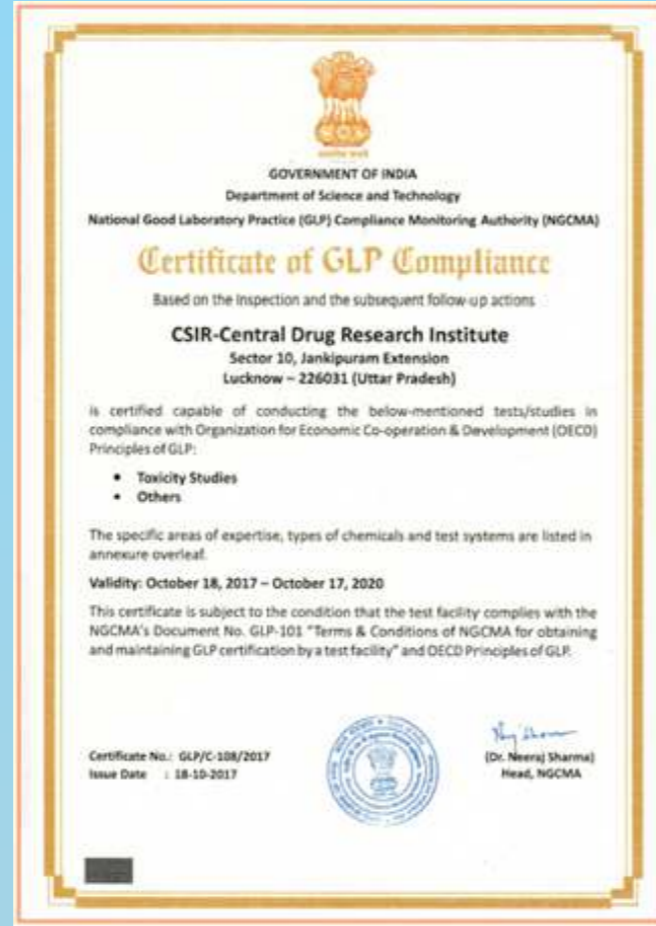 GOVERNMENT OF INDIA
Department of Science and Technology
National Good Laboratory Practice (GLP) Compliance Monitoring Authority (NGCMA)
Certificate of GLP Compliance
Based on the Inspection and the subsequent follow-up actions
CSIR-Central Drug Research Institute
Sector 10, Jankipuram Extension
Lucknow – 226031 (Uttar Pradesh)
is certified capable of conducting the below-mentioned tests/studies in
compliance with Organization for Economic Co-operation & Development (OECD)
Principles of GLP:
• Toxicity Studies
• Others
The specific areas of expertise, types of chemicals and test systems are listed in
annexure overleaf.
Validity: October 18, 2017 – October 17, 2020
This certificate is subject to the condition that the test facility complies with the
NGCMA's Document No. GLP-101 "Terms & Conditions of NGCMA for obtaining
and maintaining GLP certification by a test facility" and OECD Principles of GLP.
Certificate No.: GLP/C-108/2017
Issue Date : 18-10-2017
(Dr. Neeraj Sharma)
Head, NGCMA